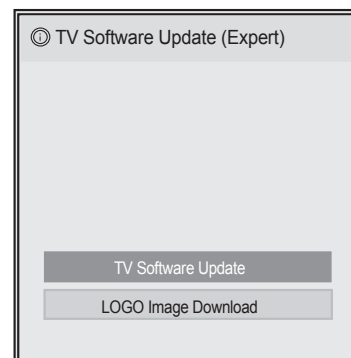 ⓘ TV Software Update (Expert)
TV Software Update
LOGO Image Download